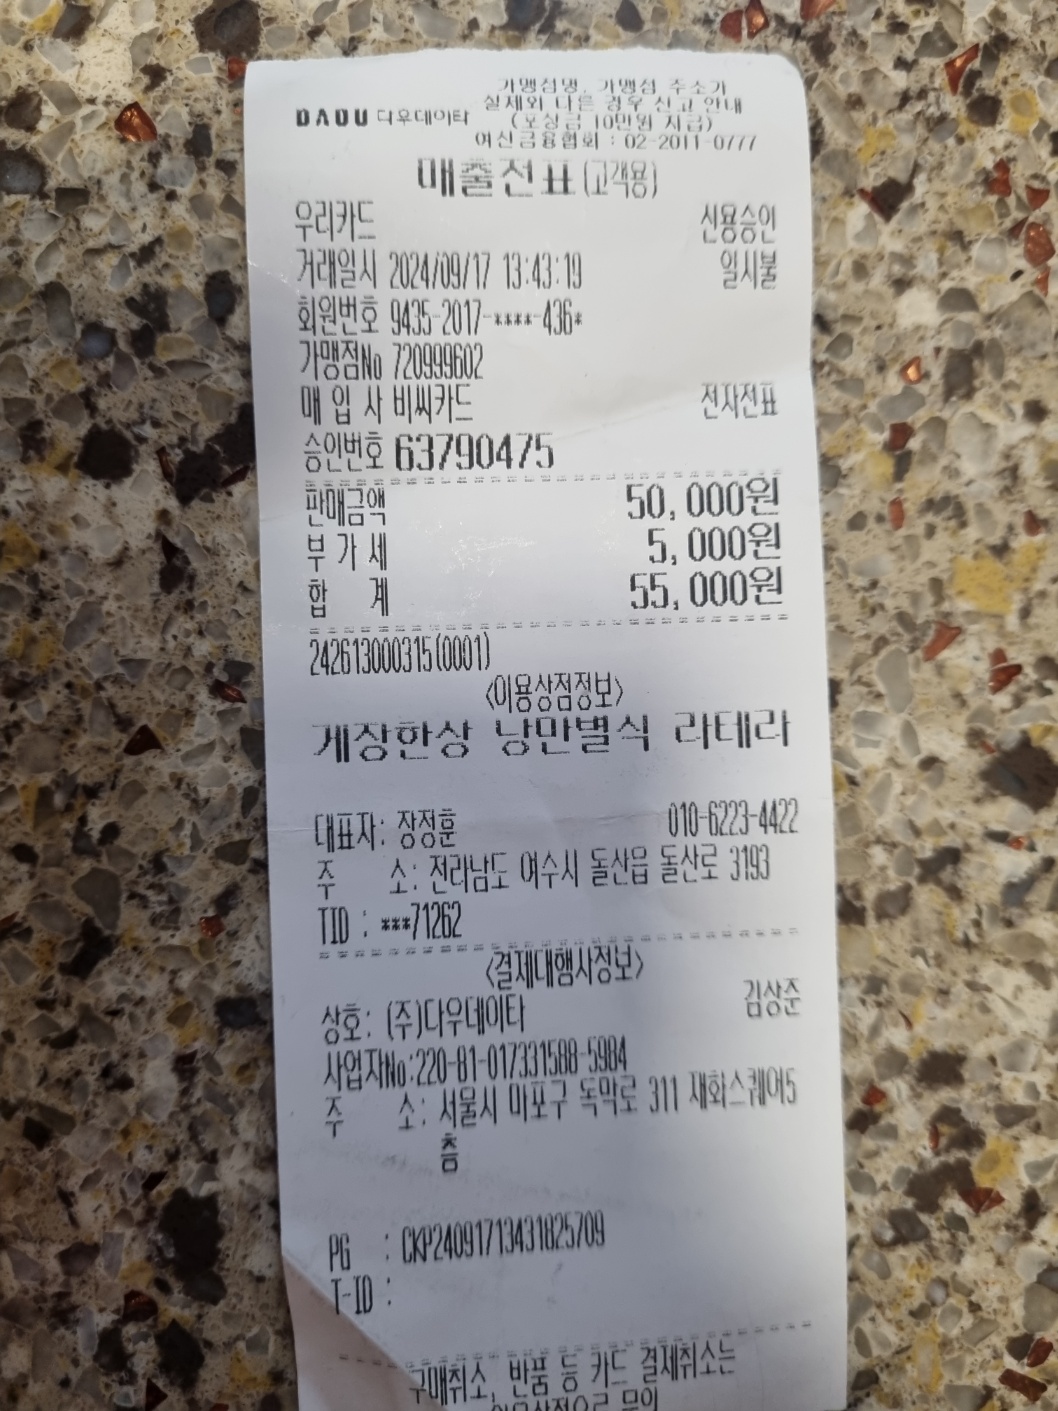 DAOU 다우데이타
가맹점명, 가맹점 주소가
실제와 다른 경우 신고 안내
(포상금 10만원 지급)
여신금융협회 : 02-2011-0777
매출전표(고객용)
우리카드 신용승인
거래일시 2024/09/17 13:43:19 일시불
회원번호 9435-2017-****-436*
가맹점No 720999602
매 입 사 비씨카드 전자전표
승인번호 63790475
판매금액 50,000원
부 가 세 5,000원
합 계 55,000원
242613000315(0001)
<이용상점정보>
게장한상 낭만별식 라테라
대표자: 장정훈 010-6223-4422
주 소: 전라남도 여수시 돌산읍 돌산로 3193
TID : ***71262
<결제대행사정보>
상호: (주)다우데이타 김상준
사업자No:220-81-017331588-5984
주 소: 서울시 마포구 독막로 311 재화스퀘어5
층
PG : CKP24091713431825709
T-ID :
구매취소, 반품 등 카드 결제취소는
이용상점으로 문의